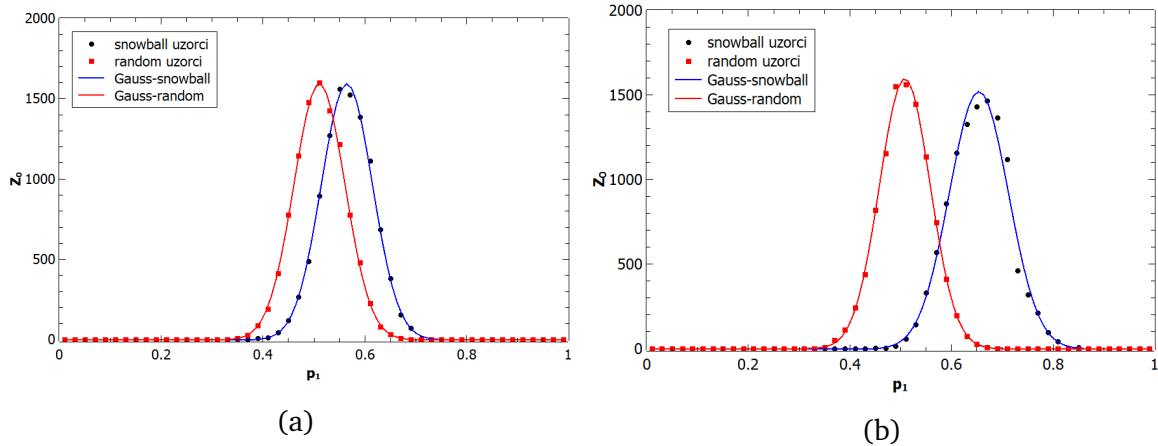 2000
1500
1000
500
0
Z₀
snowball uzorci
random uzorci
Gauss-snowball
Gauss-random
0 0.2 0.4 0.6 0.8 1
p₁
(a)
2000
1500
1000
500
0
Z₀
snowball uzorci
random uzorci
Gauss-snowball
Gauss-random
0 0.2 0.4 0.6 0.8 1
p₁
(b)